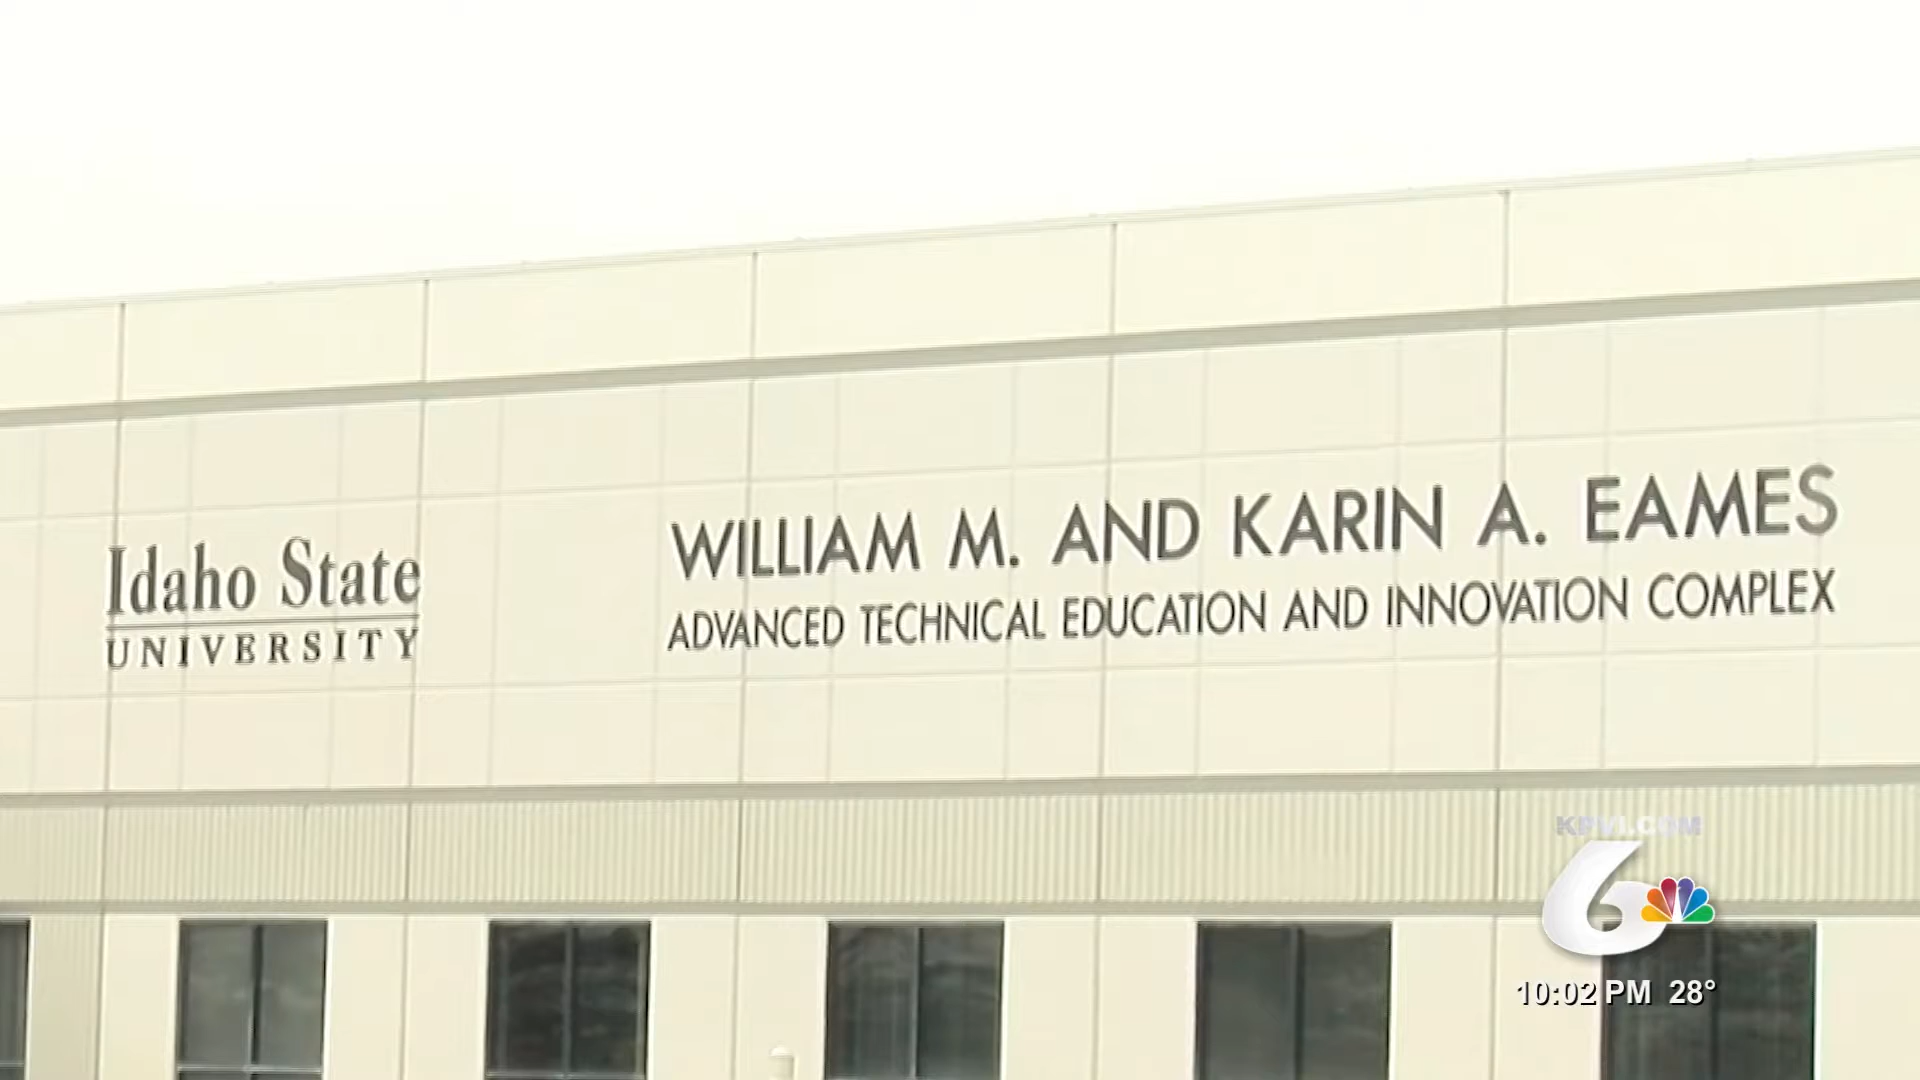 WILLIAM M. AND KARIN A. EAMES
Idaho State
UNIVERSITY
ADVANCED TECHNICAL EDUCATION AND INNOVATION COMPLEX
KPVI.COM
6
10:02 PM 28°